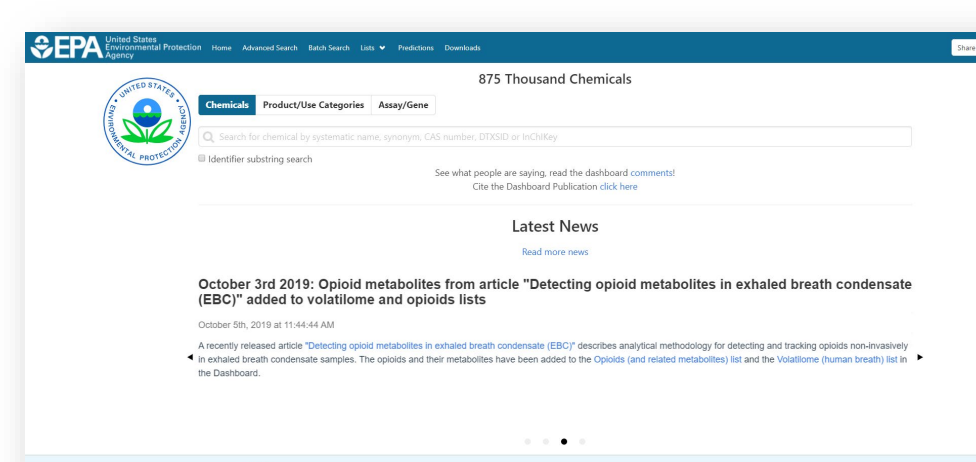 EPA United States
Environmental Protection
Agency
Home Advanced Search Batch Search Lists Predictions Downloads
Share
UNITED STATES
ENVIRONMENTAL PROTECTION AGENCY
875 Thousand Chemicals
Chemicals Product/Use Categories Assay/Gene
Search for chemical by systematic name, synonym, CAS number, DTXSID or InChIKey
Identifier substring search
See what people are saying, read the dashboard comments!
Cite the Dashboard Publication click here
Latest News
Read more news
October 3rd 2019: Opioid metabolites from article "Detecting opioid metabolites in exhaled breath condensate
(EBC)" added to volatilome and opioids lists
October 5th, 2019 at 11:44:44 AM
A recently released article "Detecting opioid metabolites in exhaled breath condensate (EBC)" describes analytical methodology for detecting and tracking opioids non-invasively
in exhaled breath condensate samples. The opioids and their metabolites have been added to the Opioids (and related metabolites) list and the Volatilome (human breath) list in
the Dashboard.